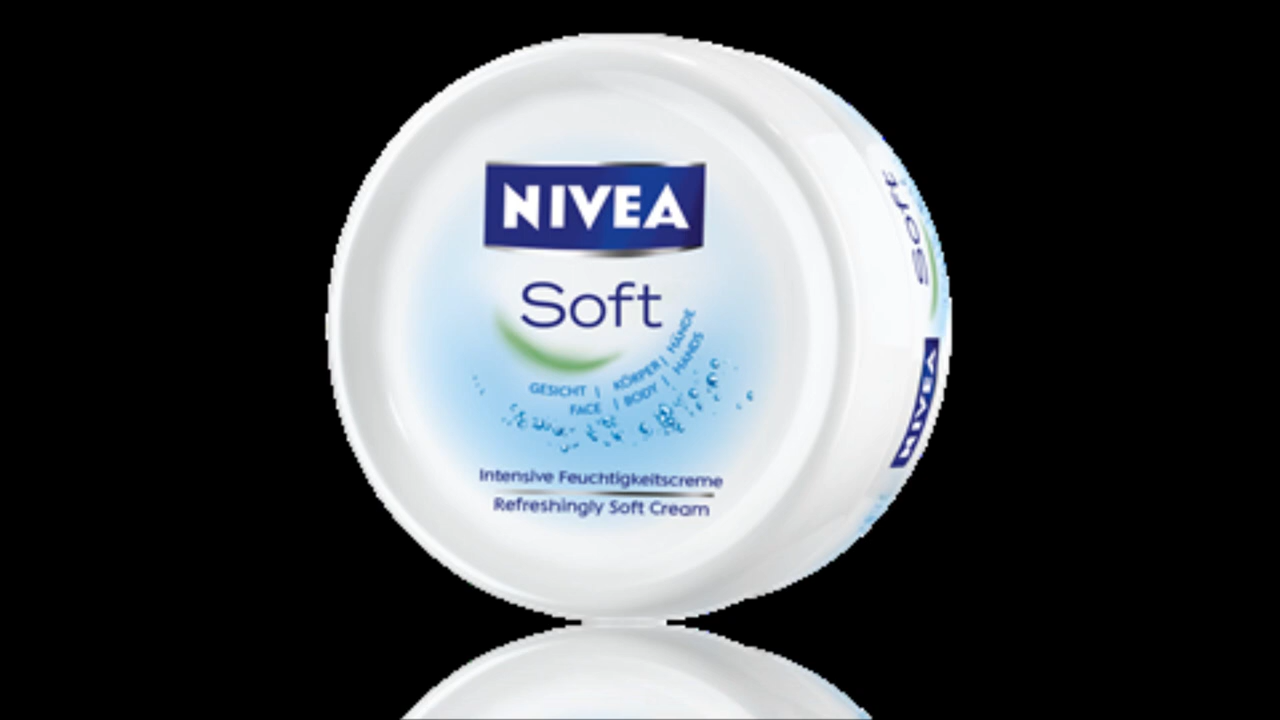 NIVEA
Soft
GESICHT | KÖRPER | HÄNDE
FACE | BODY | HANDS
Intensive Feuchtigkeitscreme
Refreshingly Soft Cream
Soft
NIVEA